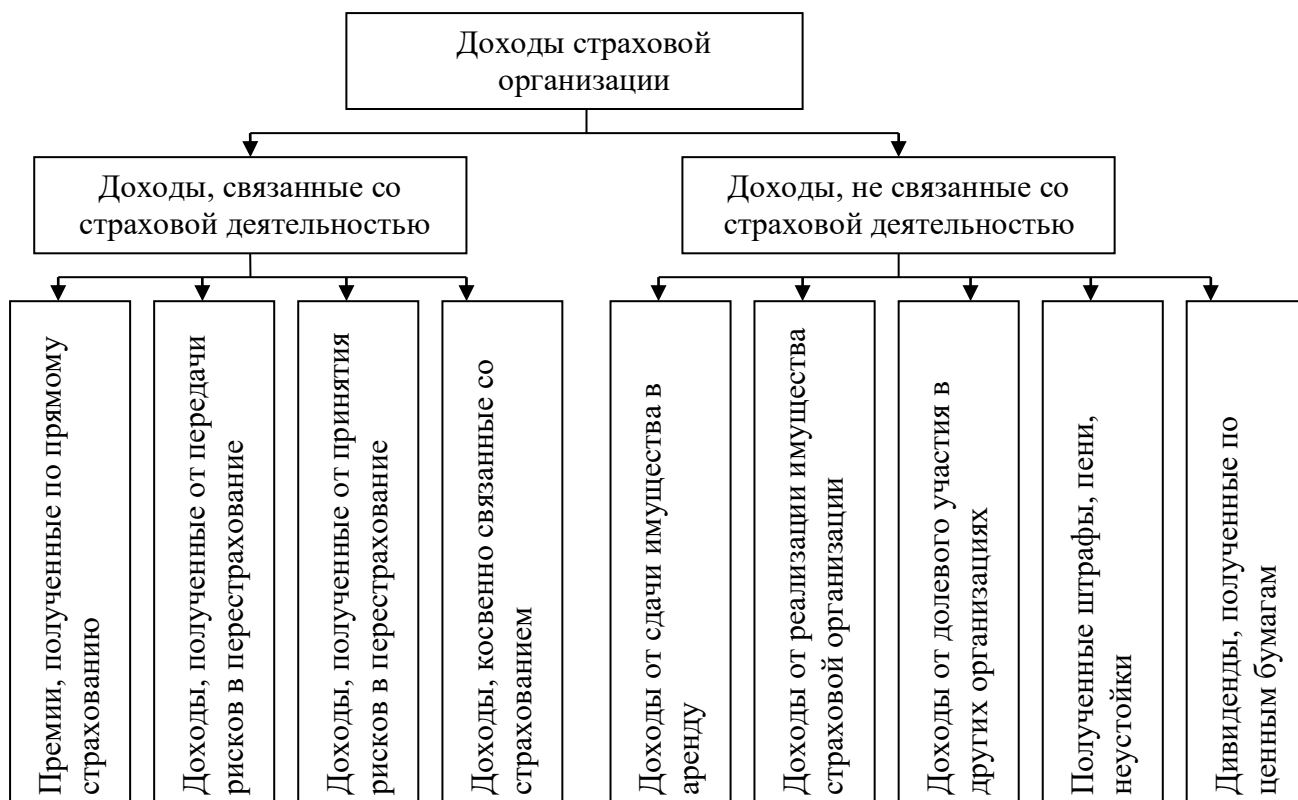 Доходы страховой
организации
Доходы, связанные со
страховой деятельностью
Доходы, не связанные со
страховой деятельностью
Премии, полученные по прямому
страхованию
Доходы, полученные от передачи
рисков в перестрахование
Доходы, полученные от принятия
рисков в перестрахование
Доходы, косвенно связанные со
страхованием
Доходы от сдачи имущества в
аренду
Доходы от реализации имущества
страховой организации
Доходы от долевого участия в
других организациях
Полученные штрафы, пени,
неустойки
Дивиденды, полученные по
ценным бумагам